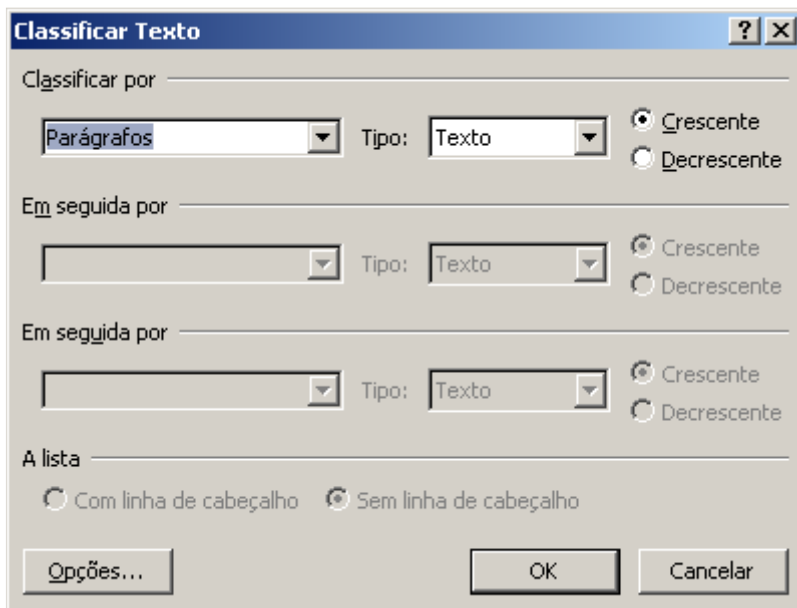 Classificar Texto
Classificar por
Parágrafos Tipo: Texto Crescente
Decrescente
Em seguida por
Tipo: Texto Crescente
Decrescente
Em seguida por
Tipo: Texto Crescente
Decrescente
A lista
Com linha de cabeçalho Sem linha de cabeçalho
Opções... OK Cancelar